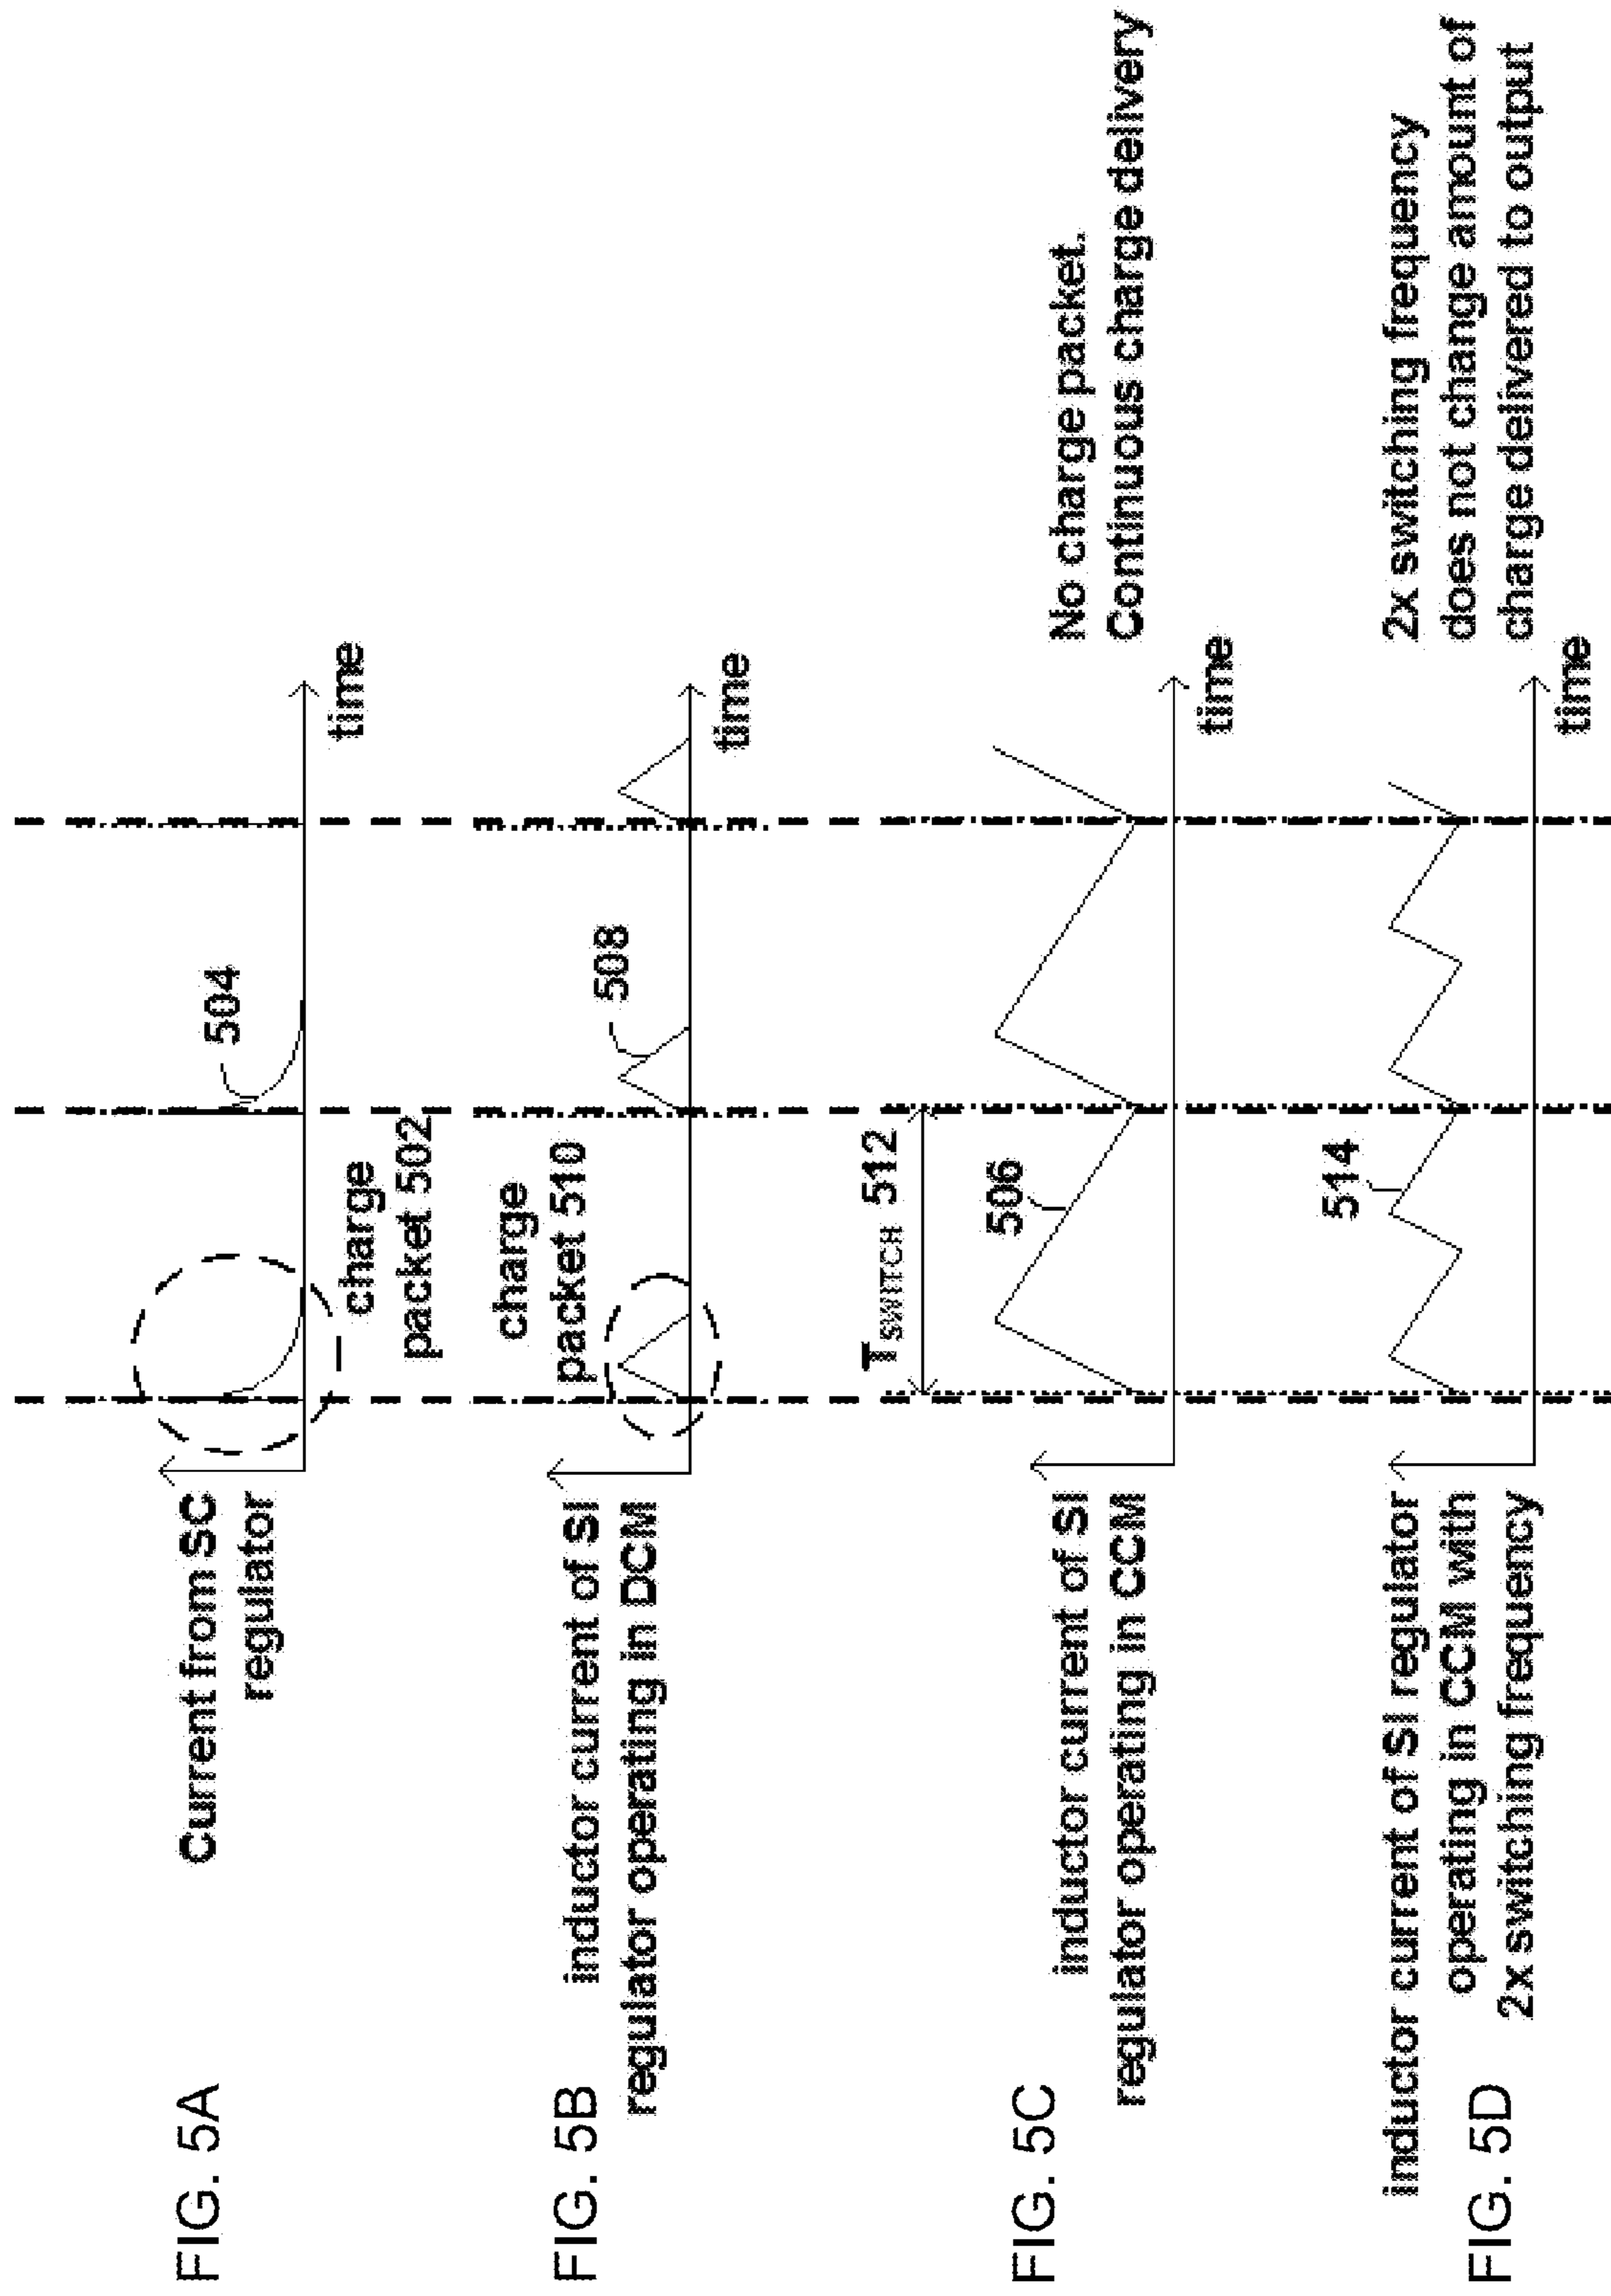 FIG. 5A
Current from SC
regulator
504
charge
packet 502
time
FIG. 5B
inductor current of SI
regulator operating in DCM
charge
packet 510
508
time
FIG. 5C
inductor current of SI
regulator operating in CCM
TSWITCH 512
506
time
No charge packet.
Continuous charge delivery
FIG. 5D
inductor current of SI regulator
operating in CCM with
2x switching frequency
514
time
2x switching frequency
does not change amount of
charge delivered to output